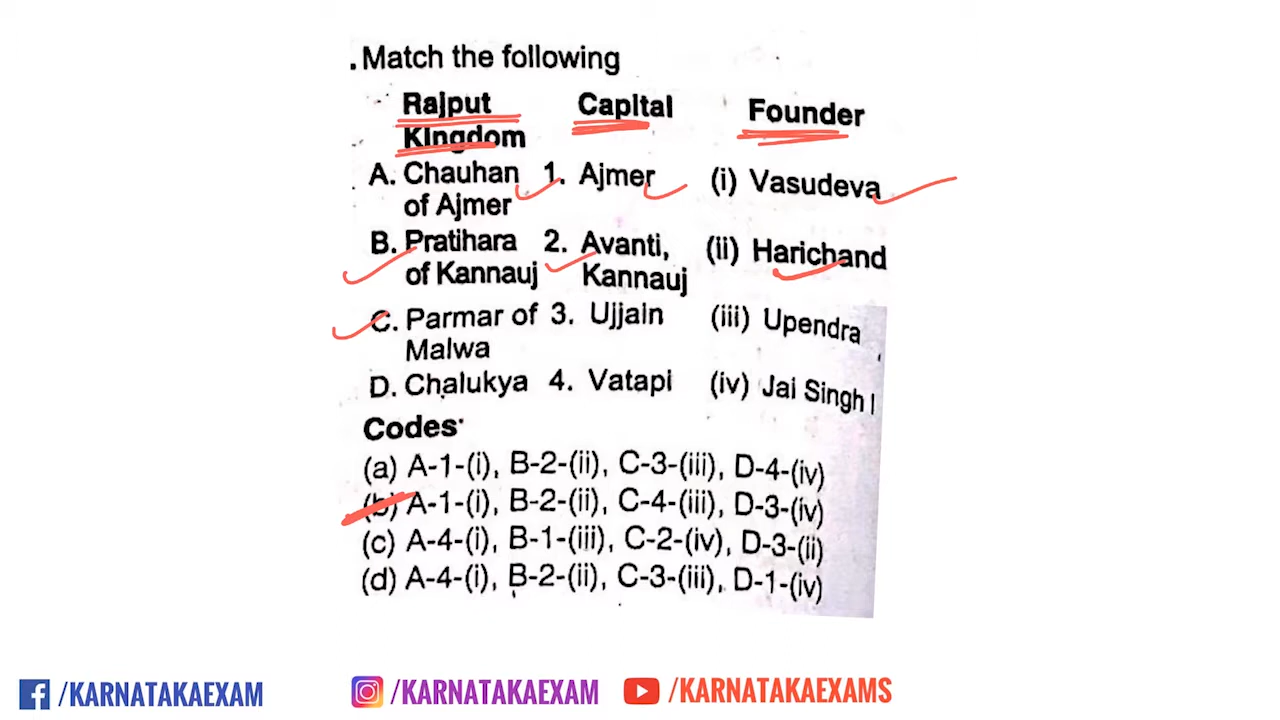 . Match the following
Rajput Kingdom Capital Founder
A. Chauhan of Ajmer 1. Ajmer (i) Vasudeva
B. Pratihara of Kannauj 2. Avanti, Kannauj (ii) Harichand
C. Parmar of Malwa 3. Ujjain (iii) Upendra
D. Chalukya 4. Vatapi (iv) Jai Singh I
Codes
(a) A-1-(i), B-2-(ii), C-3-(iii), D-4-(iv)
(b) A-1-(i), B-2-(ii), C-4-(iii), D-3-(iv)
(c) A-4-(i), B-1-(iii), C-2-(iv), D-3-(ii)
(d) A-4-(i), B-2-(ii), C-3-(iii), D-1-(iv)
/KARNATAKAEXAM /KARNATAKAEXAM /KARNATAKAEXAMS